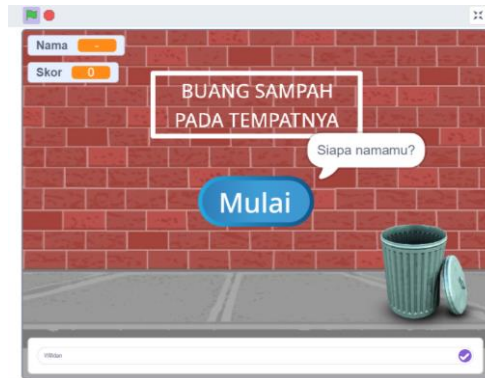 Nama -
Skor 0
BUANG SAMPAH
PADA TEMPATNYA
Siapa namamu?
Mulai